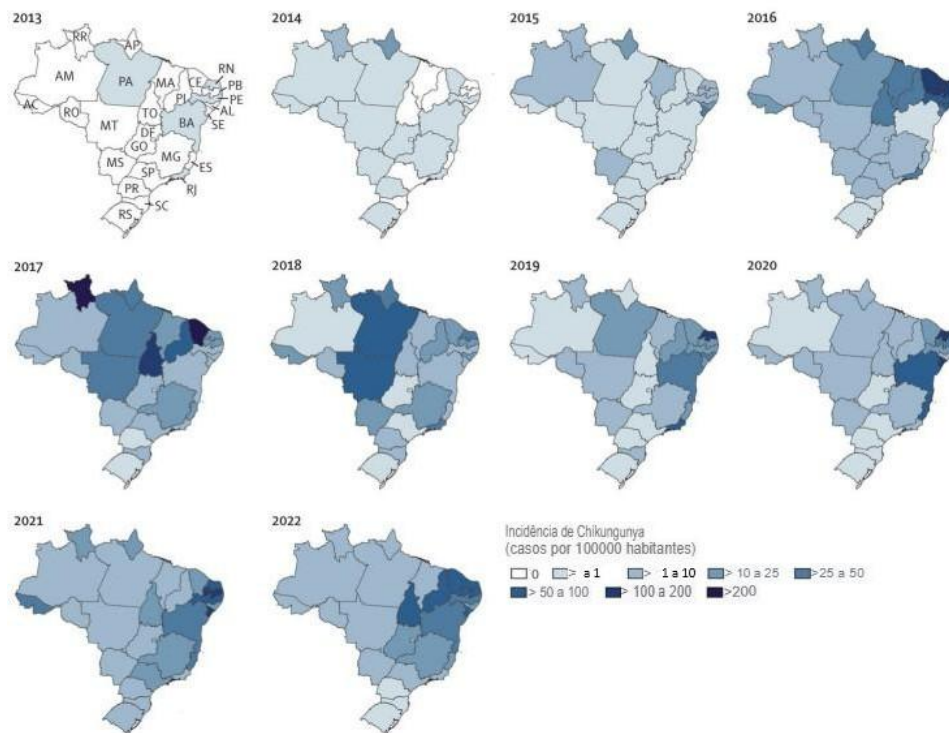 2013
2014
2015
2016
RR
AP
AM
PA
MA
CE
RN
PB
PE
AL
SE
PI
TO
AC
RO
MT
BA
DF
GO
MG
ES
MS
SP
RJ
PR
SC
RS
2017
2018
2019
2020
2021
2022
Incidência de Chikungunya
(casos por 100000 habitantes)
0 > a 1 > 1 a 10 > 10 a 25 >25 a 50
> 50 a 100 > 100 a 200 >200